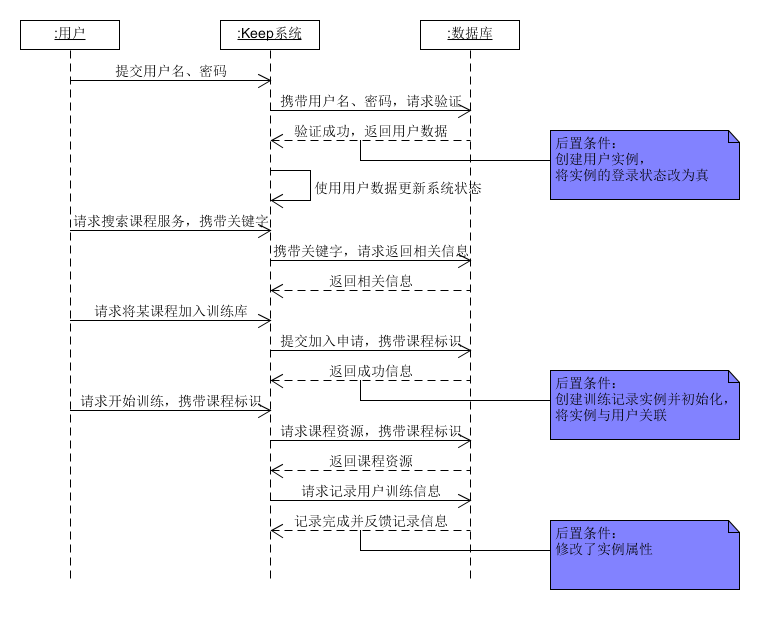 :用户
:Keep系统
:数据库
提交用户名、密码
携带用户名、密码，请求验证
验证成功，返回用户数据
后置条件：
创建用户实例，
将实例的登录状态改为真
使用用户数据更新系统状态
请求搜索课程服务，携带关键字
携带关键字，请求返回相关信息
返回相关信息
请求将某课程加入训练库
提交加入申请，携带课程标识
返回成功信息
后置条件：
创建训练记录实例并初始化，
将实例与用户关联
请求开始训练，携带课程标识
请求课程资源，携带课程标识
返回课程资源
请求记录用户训练信息
记录完成并反馈记录信息
后置条件：
修改了实例属性